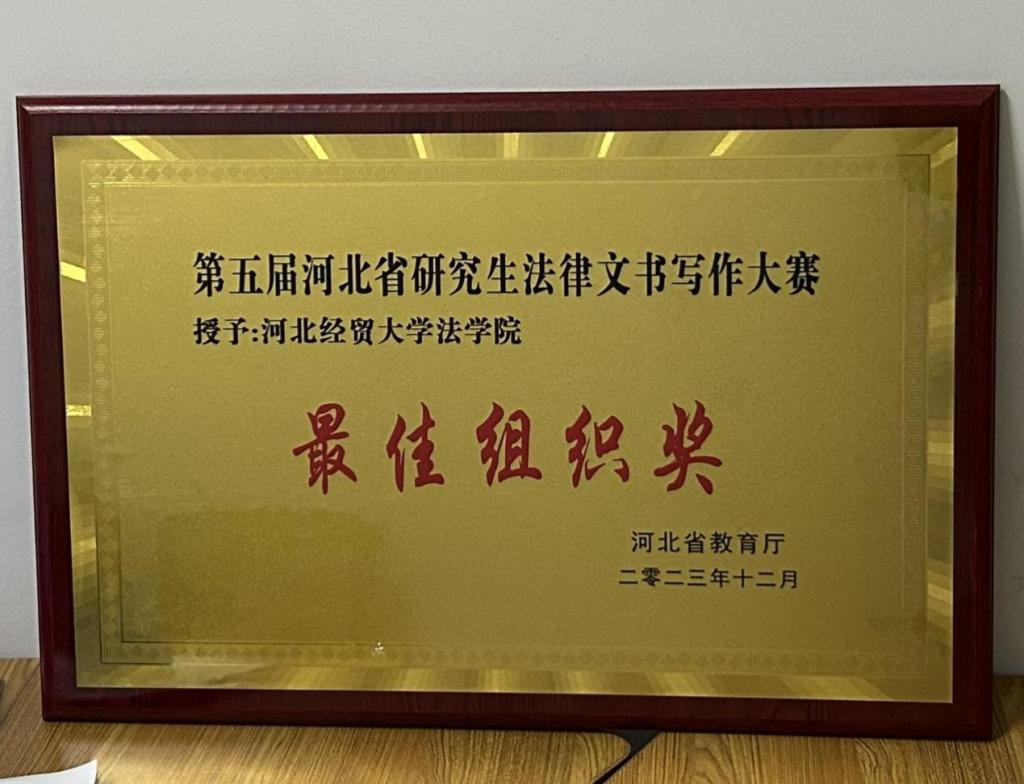 第五届河北省研究生法律文书写作大赛
授予:河北经贸大学法学院
最佳组织奖
河北省教育厅
二零二三年十二月